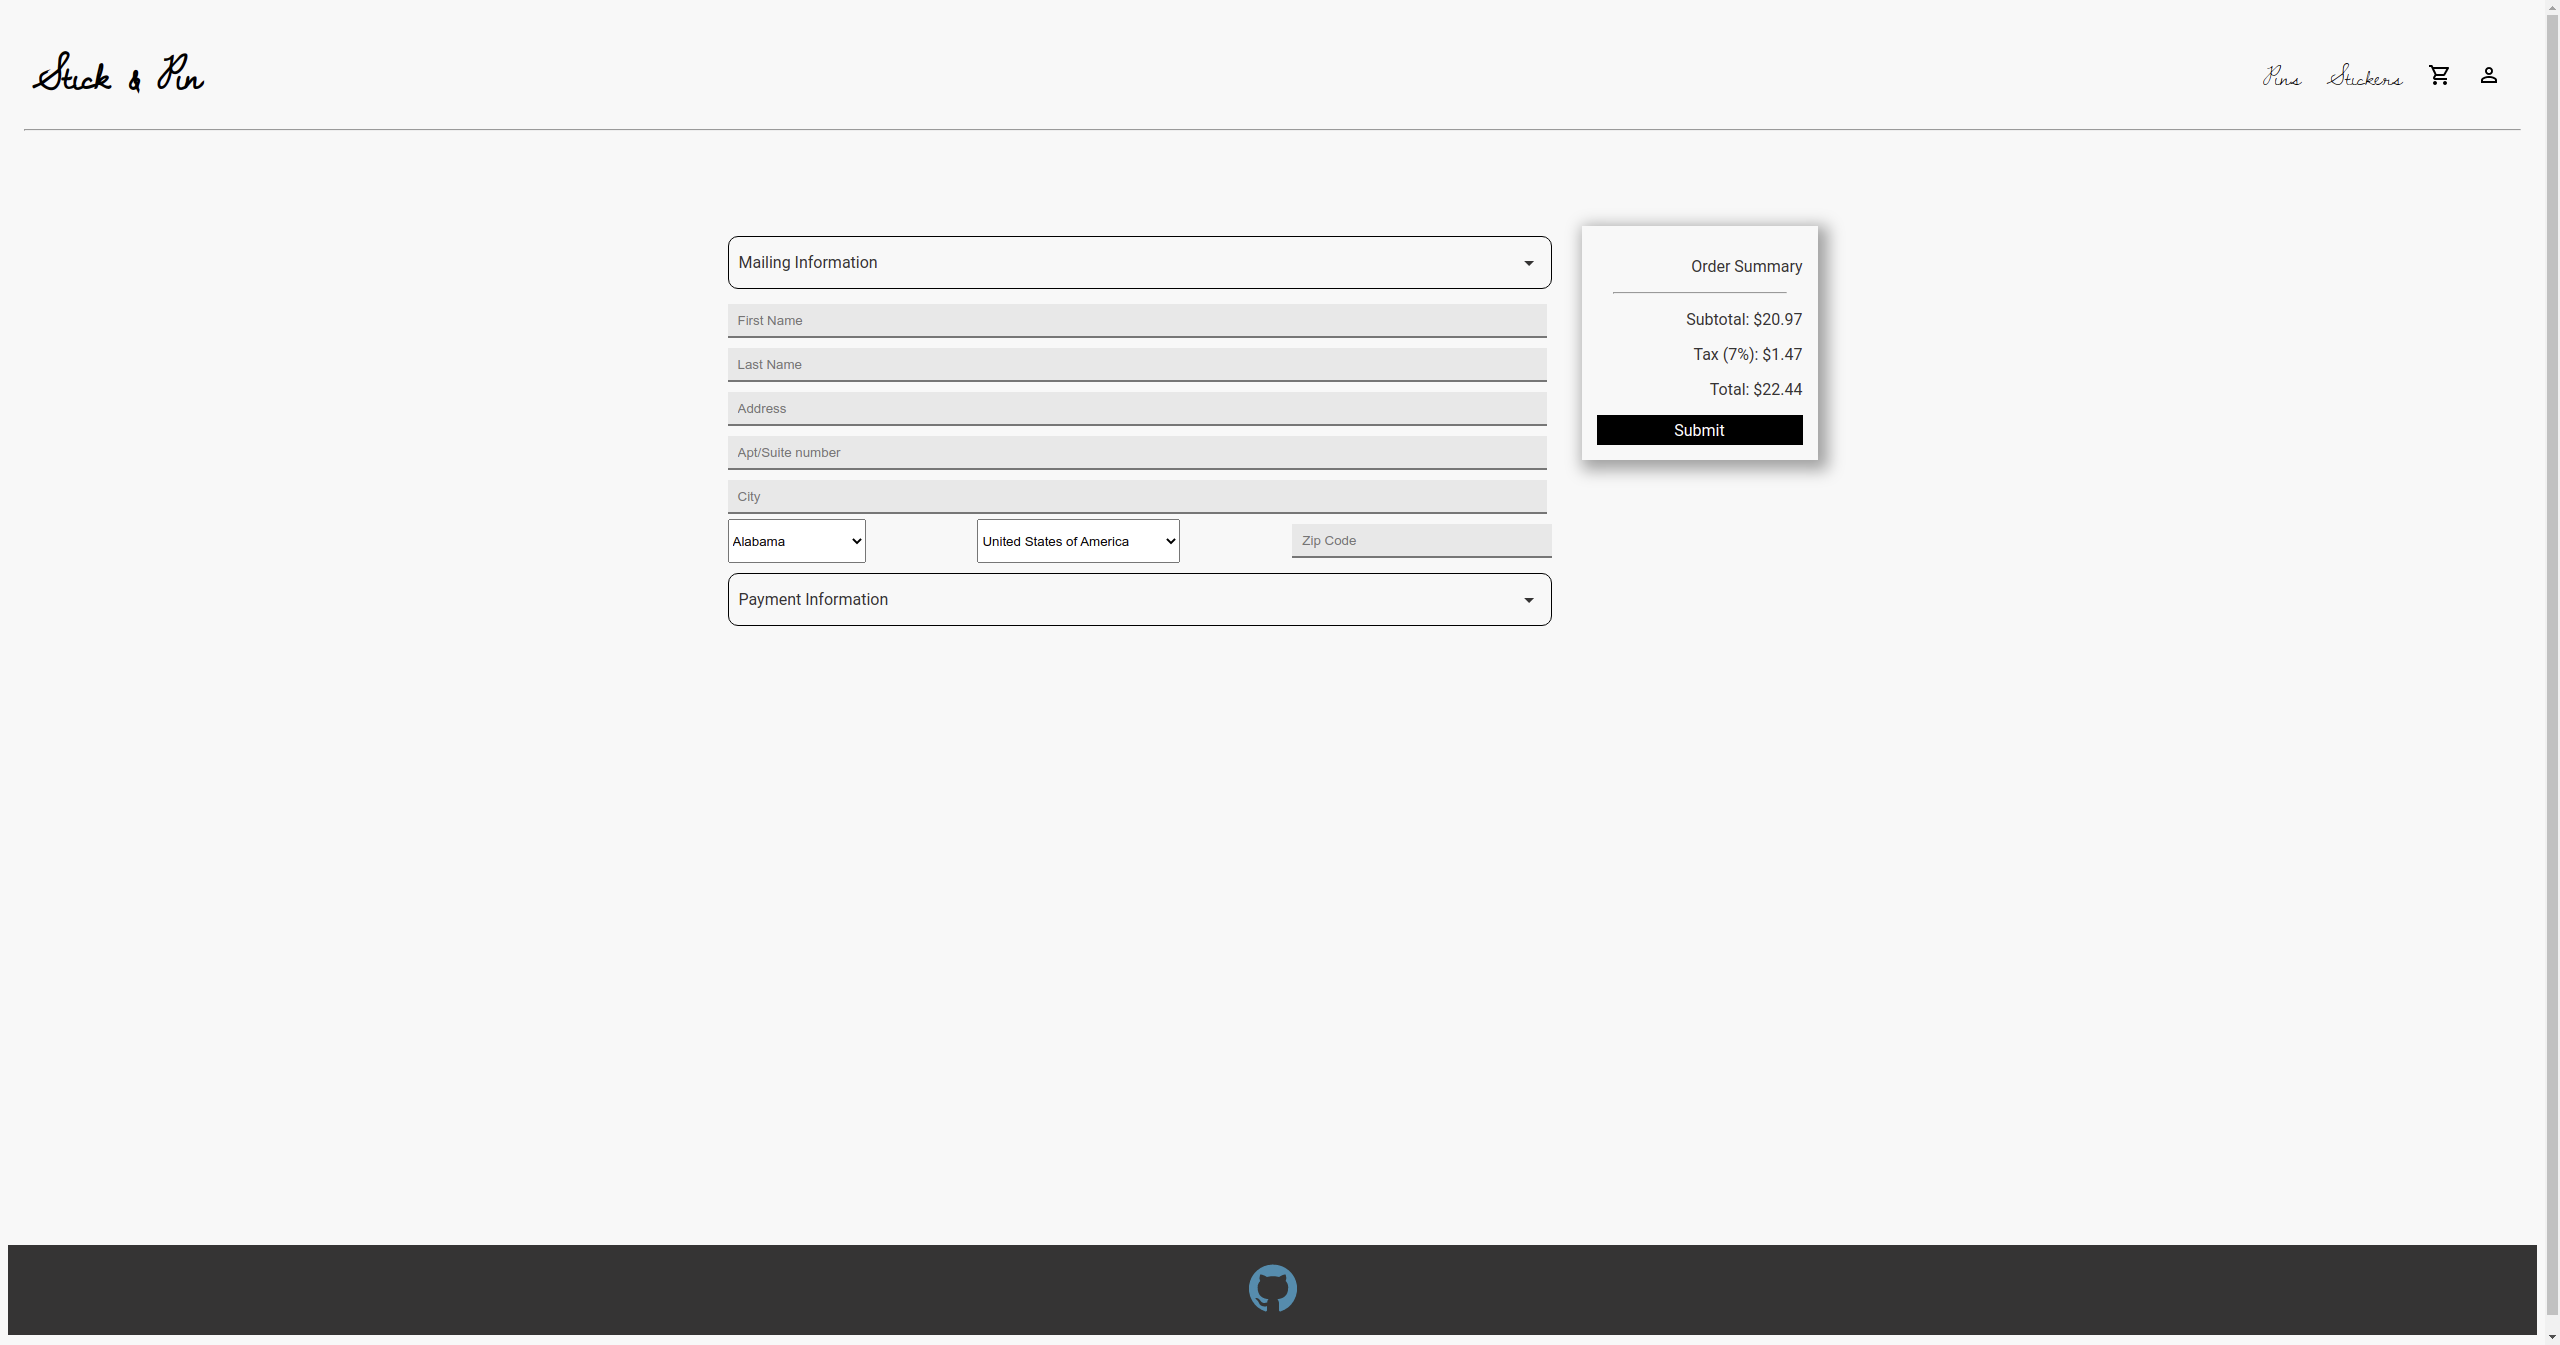 Stick & Pin
Pins Stickers
Mailing Information
First Name
Last Name
Address
Apt/Suite number
City
Alabama United States of America Zip Code
Payment Information
Order Summary
Subtotal: $20.97
Tax (7%): $1.47
Total: $22.44
Submit